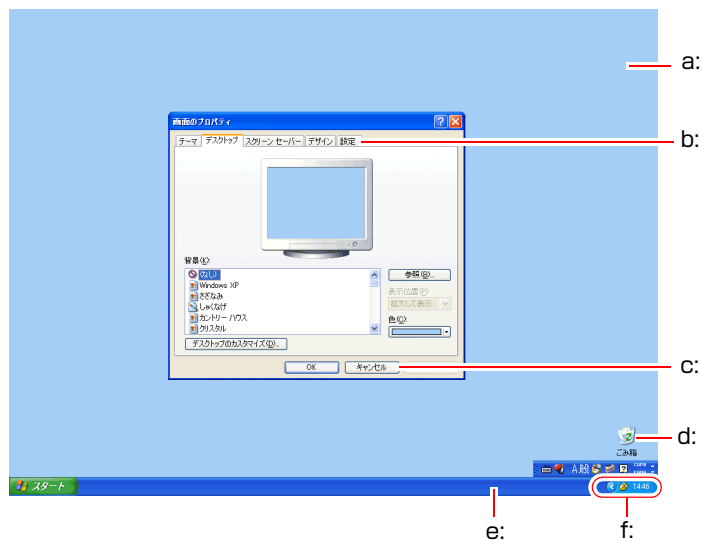 a:
画面のプロパティ
b:
テーマ デスクトップ スクリーン セーバー デザイン 設定
背景(K):
(なし)
Windows XP
さざなみ
しゃくなげ
カントリー ハウス
クリスタル
参照(B)...
表示位置(P):
拡大して表示
色(C):
デスクトップのカスタマイズ(D)...
OK キャンセル
c:
d:
ごみ箱
A 般 CAPS
KANA
スタート
14:46
e:
f: